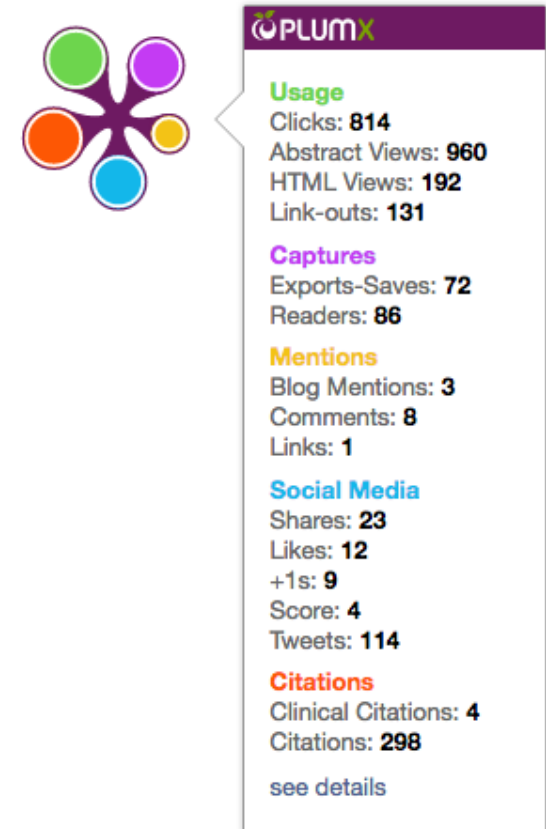 PLUMX
Usage
Clicks: 814
Abstract Views: 960
HTML Views: 192
Link-outs: 131
Captures
Exports-Saves: 72
Readers: 86
Mentions
Blog Mentions: 3
Comments: 8
Links: 1
Social Media
Shares: 23
Likes: 12
+1s: 9
Score: 4
Tweets: 114
Citations
Clinical Citations: 4
Citations: 298
see details